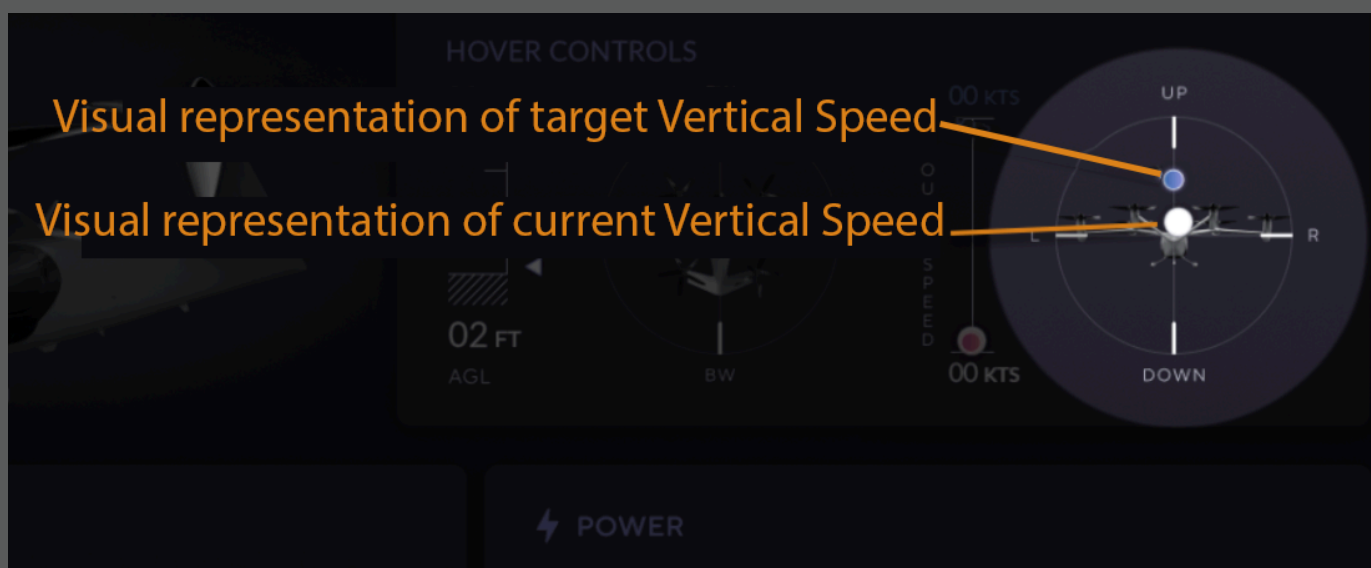 HOVER CONTROLS
Visual representation of target Vertical Speed
00 KTS
UP
Visual representation of current Vertical Speed
L
R
SPEED
02 FT
AGL
BW
00 KTS
DOWN
POWER